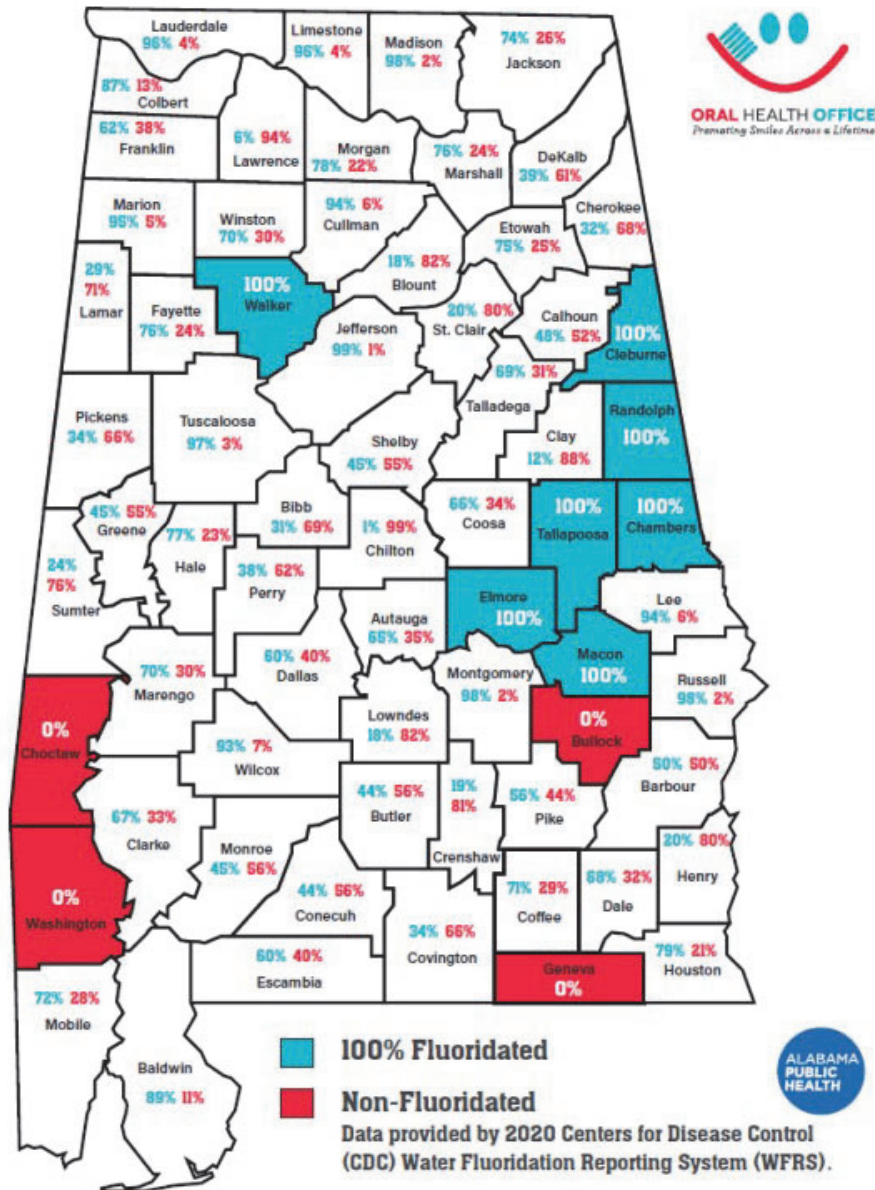 Lauderdale
96% 4%
Limestone
96% 4%
Madison
98% 2%
74% 26%
Jackson
ORAL HEALTH OFFICE
Promoting Smiles Across a Lifetime
87% 13%
Colbert
62% 38%
Franklin
6% 94%
Lawrence
Morgan
78% 22%
76% 24%
Marshall
DeKalb
39% 61%
Cherokee
32% 68%
Marion
95% 5%
Winston
70% 30%
94% 6%
Cullman
Etowah
75% 25%
18% 82%
Blount
29%
71%
Lamar
Fayette
76% 24%
100%
Walker
Jefferson
99% 1%
20% 80%
St. Clair
Calhoun
48% 52%
100%
Cleburne
69% 31%
Talladega
Randolph
100%
Pickens
34% 66%
Tuscaloosa
97% 3%
Shelby
45% 55%
Clay
12% 88%
45% 55%
Greene
77% 23%
Hale
Bibb
31% 69%
1% 99%
Chilton
66% 34%
Coosa
100%
Tallapoosa
100%
Chambers
24%
76%
Sumter
38% 62%
Perry
Autauga
65% 35%
Elmore
100%
Lee
94% 6%
70% 30%
Marengo
60% 40%
Dallas
Montgomery
98% 2%
Macon
100%
Russell
98% 2%
0%
Choctaw
93% 7%
Wilcox
Lowndes
18% 82%
0%
Bullock
50% 50%
Barbour
67% 33%
Clarke
Monroe
45% 56%
44% 56%
Butler
19%
81%
Crenshaw
56% 44%
Pike
20% 80%
Henry
0%
Washington
44% 56%
Conecuh
34% 66%
Covington
71% 29%
Coffee
68% 32%
Dale
60% 40%
Escambia
Geneva
0%
79% 21%
Houston
72% 28%
Mobile
Baldwin
89% 11%
100% Fluoridated
Non-Fluoridated
Data provided by 2020 Centers for Disease Control
(CDC) Water Fluoridation Reporting System (WFRS).
ALABAMA
PUBLIC
HEALTH